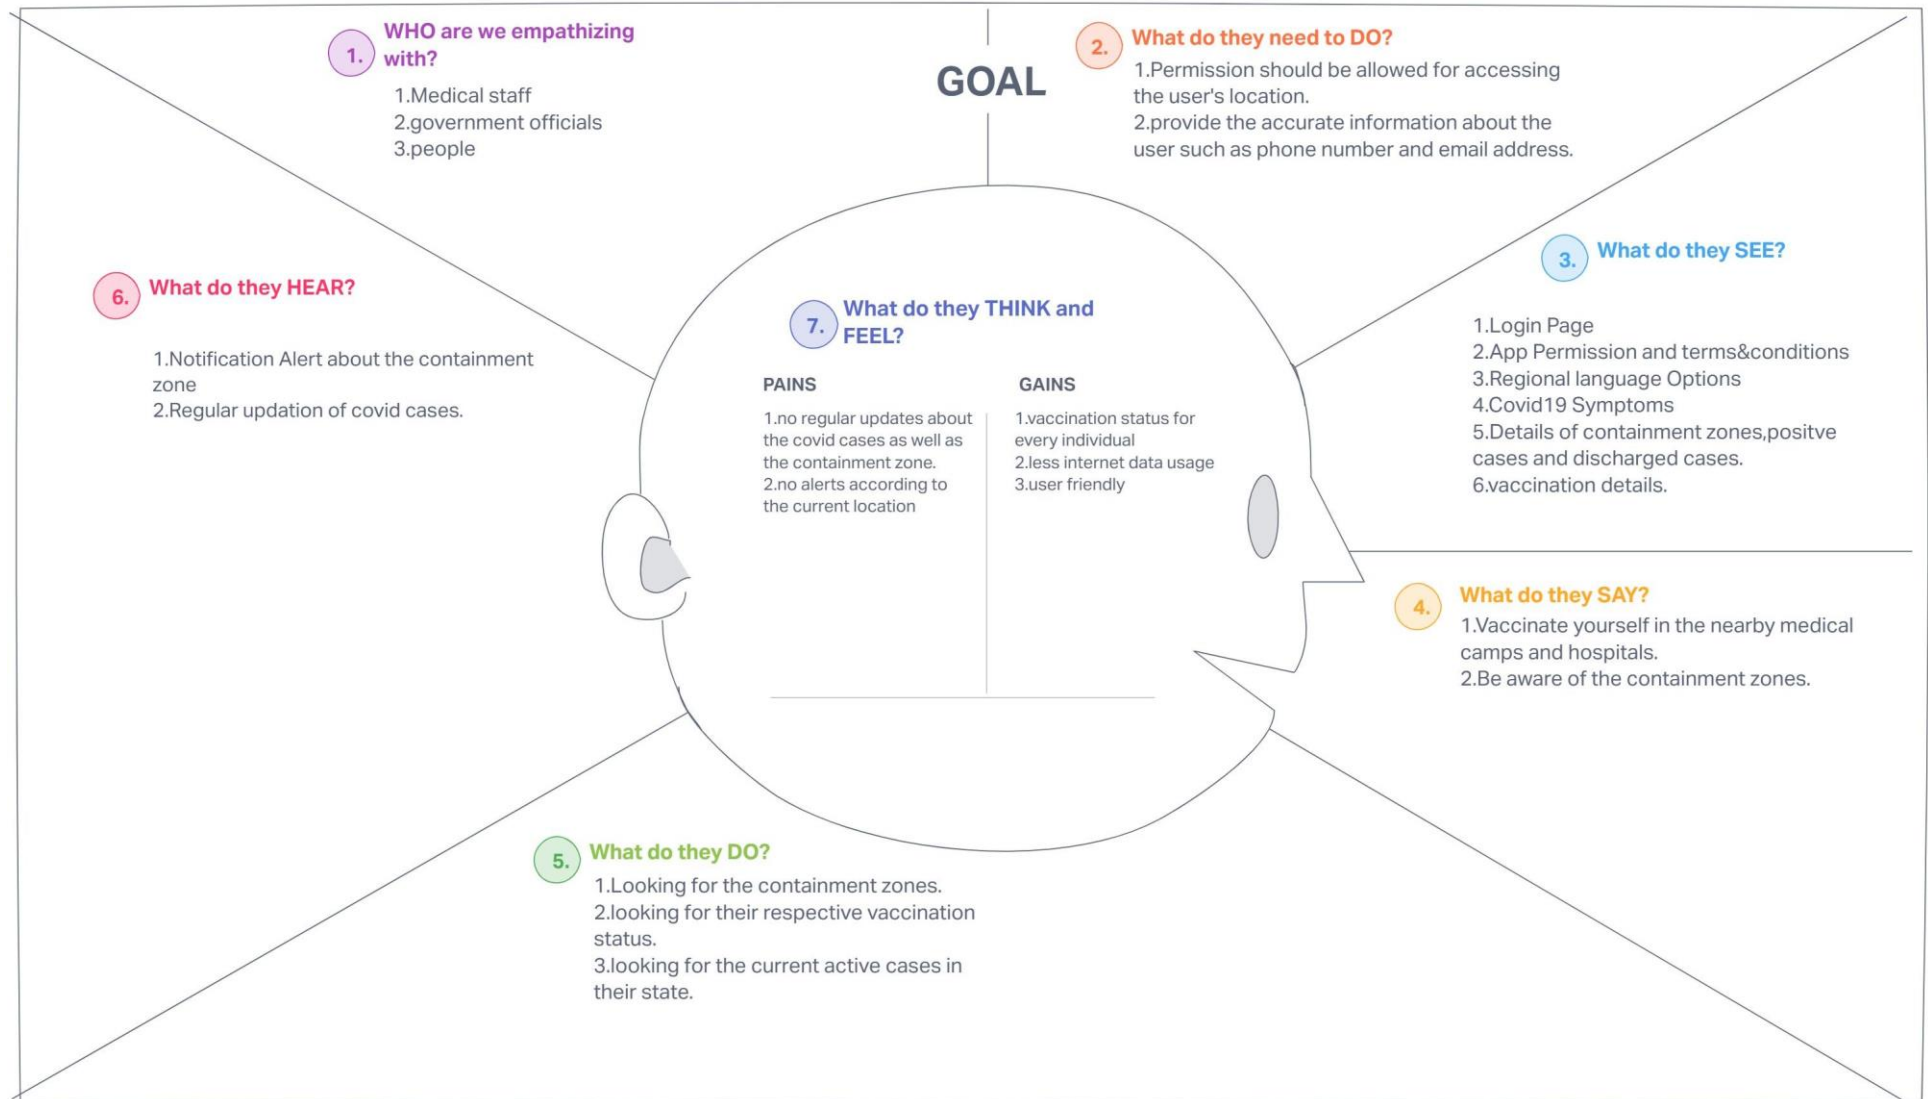 1.
WHO are we empathizing
with?
1.Medical staff
2.government officials
3.people
GOAL
2.
What do they need to DO?
1.Permission should be allowed for accessing
the user's location.
2.provide the accurate information about the
user such as phone number and email address.
3.
What do they SEE?
1.Login Page
2.App Permission and terms&conditions
3.Regional language Options
4.Covid19 Symptoms
5.Details of containment zones,positve
cases and discharged cases.
6.vaccination details.
4.
What do they SAY?
1.Vaccinate yourself in the nearby medical
camps and hospitals.
2.Be aware of the containment zones.
5.
What do they DO?
1.Looking for the containment zones.
2.looking for their respective vaccination
status.
3.looking for the current active cases in
their state.
6.
What do they HEAR?
1.Notification Alert about the containment
zone
2.Regular updation of covid cases.
7.
What do they THINK and
FEEL?
PAINS
1.no regular updates about
the covid cases as well as
the containment zone.
2.no alerts according to
the current location
GAINS
1.vaccination status for
every individual
2.less internet data usage
3.user friendly